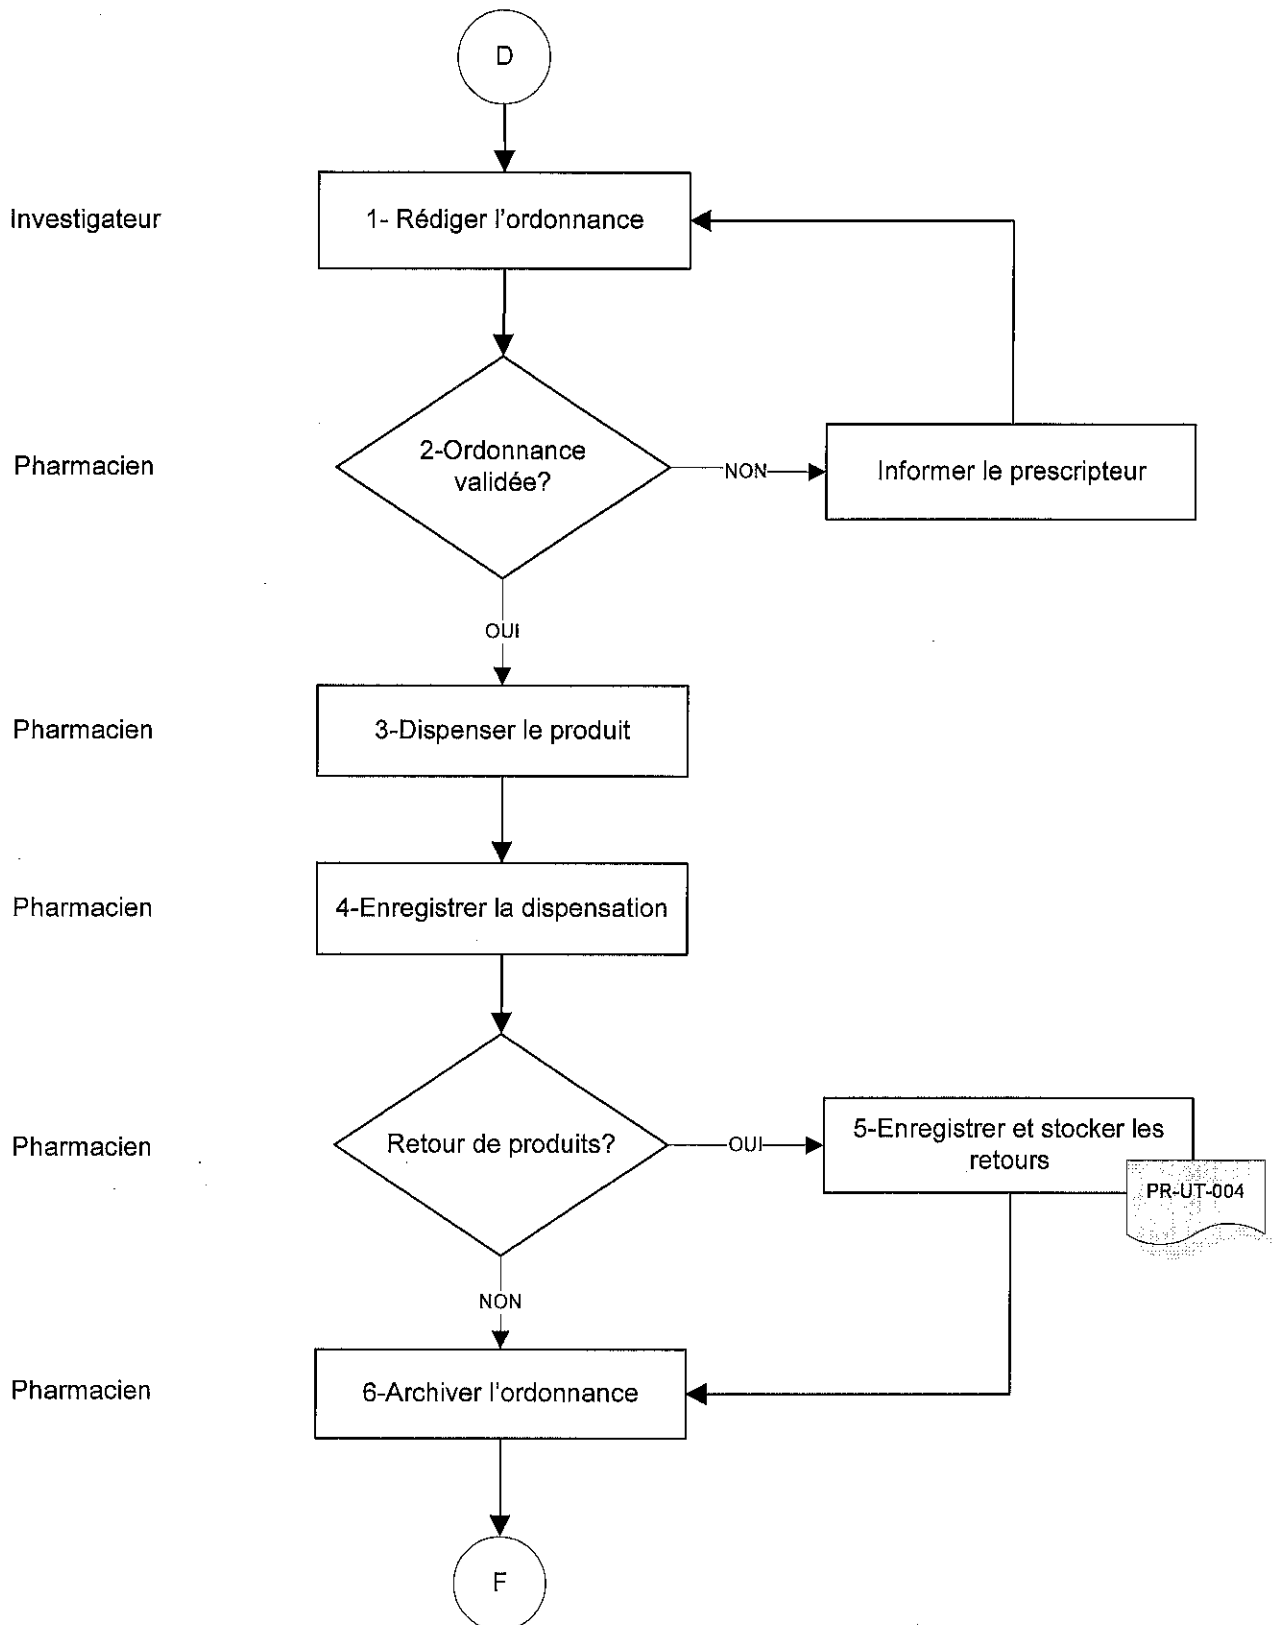 D
Investigateur
1- Rédiger l'ordonnance
Pharmacien
2-Ordonnance
validée?
NON
Informer le prescripteur
OUI
Pharmacien
3-Dispenser le produit
Pharmacien
4-Enregistrer la dispensation
Pharmacien
Retour de produits?
OUI
5-Enregistrer et stocker les
retours
PR-UT-004
NON
Pharmacien
6-Archiver l'ordonnance
F